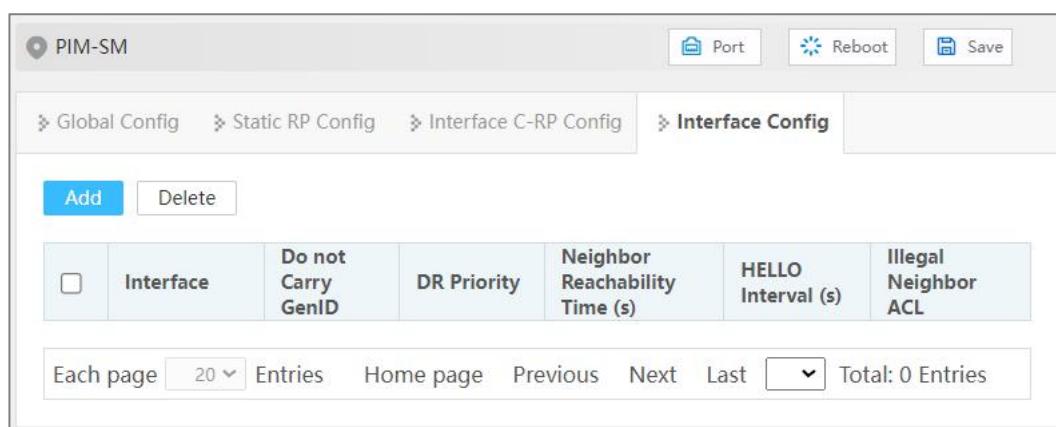 PIM-SM Port Reboot Save
Global Config Static RP Config Interface C-RP Config Interface Config
Add Delete
Interface
Do not
Carry
GenID
DR Priority
Neighbor
Reachability
Time (s)
HELLO
Interval (s)
Illegal
Neighbor
ACL
Each page 20 Entries Home page Previous Next Last Total: 0 Entries